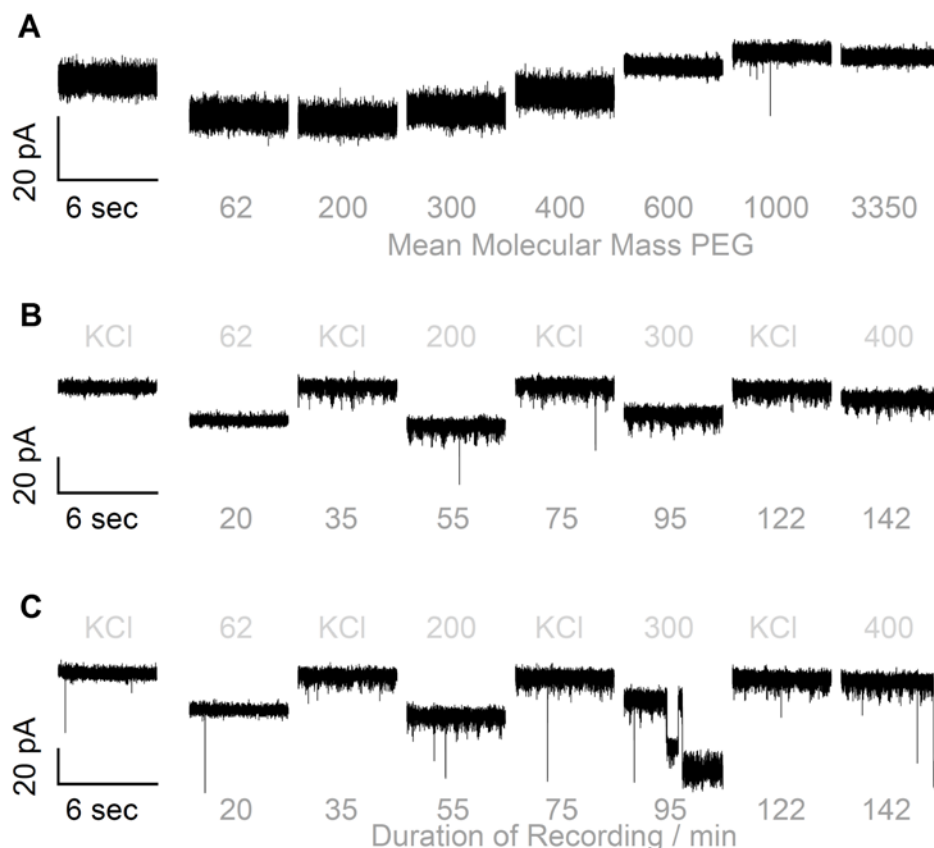 A
20 pA
6 sec
62 200 300 400 600 1000 3350
Mean Molecular Mass PEG
B
KCl 62 KCl 200 KCl 300 KCl 400
20 pA
6 sec
20 35 55 75 95 122 142
C
KCl 62 KCl 200 KCl 300 KCl 400
20 pA
6 sec
20 35 55 75 95 122 142
Duration of Recording / min